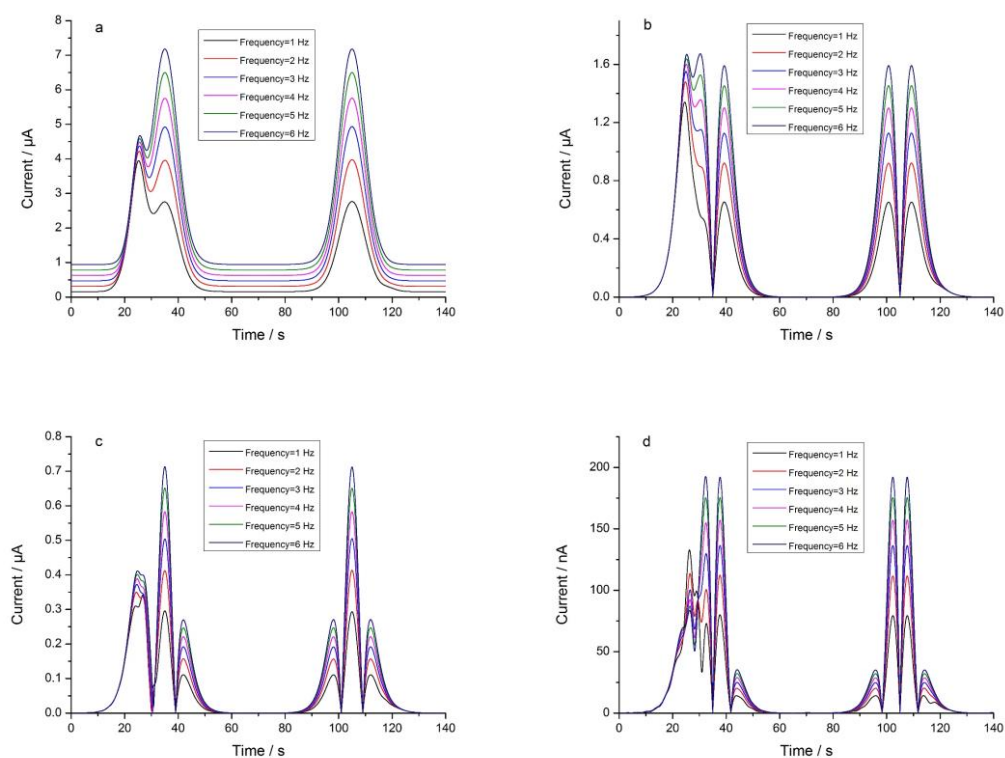 a
Frequency=1 Hz
Frequency=2 Hz
Frequency=3 Hz
Frequency=4 Hz
Frequency=5 Hz
Frequency=6 Hz
8
7
6
5
4
3
2
1
0
Current / µA
0 20 40 60 80 100 120 140
Time / s
b
Frequency=1 Hz
Frequency=2 Hz
Frequency=3 Hz
Frequency=4 Hz
Frequency=5 Hz
Frequency=6 Hz
1.6
1.2
0.8
0.4
0.0
Current / µA
0 20 40 60 80 100 120 140
Time / s
c
Frequency=1 Hz
Frequency=2 Hz
Frequency=3 Hz
Frequency=4 Hz
Frequency=5 Hz
Frequency=6 Hz
0.8
0.7
0.6
0.5
0.4
0.3
0.2
0.1
0.0
Current / µA
0 20 40 60 80 100 120 140
Time / s
d
Frequency=1 Hz
Frequency=2 Hz
Frequency=3 Hz
Frequency=4 Hz
Frequency=5 Hz
Frequency=6 Hz
200
150
100
50
0
Current / nA
0 20 40 60 80 100 120 140
Time / s